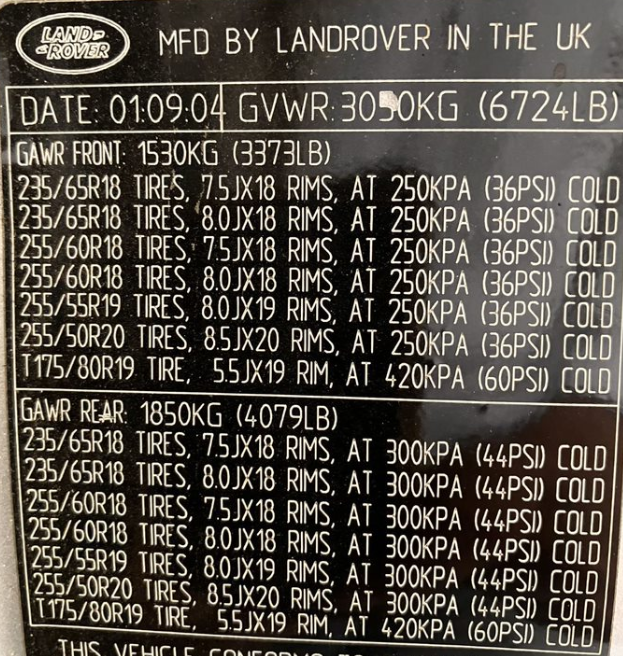 LAND-
-ROVER
MFD BY LANDROVER IN THE UK
DATE: 01:09:04 GVWR: 3050KG (6724LB)
GAWR FRONT: 1530KG (3373LB)
235/65R18 TIRES, 7.5JX18 RIMS, AT 250KPA (36PSI) COLD
235/65R18 TIRES, 8.0JX18 RIMS, AT 250KPA (36PSI) COLD
255/60R18 TIRES, 7.5JX18 RIMS, AT 250KPA (36PSI) COLD
255/60R18 TIRES, 8.0JX18 RIMS, AT 250KPA (36PSI) COLD
255/55R19 TIRES, 8.0JX19 RIMS, AT 250KPA (36PSI) COLD
255/50R20 TIRES, 8.5JX20 RIMS, AT 250KPA (36PSI) COLD
T175/80R19 TIRE, 5.5JX19 RIM, AT 420KPA (60PSI) COLD
GAWR REAR: 1850KG (4079LB)
235/65R18 TIRES, 7.5JX18 RIMS, AT 300KPA (44PSI) COLD
235/65R18 TIRES, 8.0JX18 RIMS, AT 300KPA (44PSI) COLD
255/60R18 TIRES, 7.5JX18 RIMS, AT 300KPA (44PSI) COLD
255/60R18 TIRES, 8.0JX18 RIMS, AT 300KPA (44PSI) COLD
255/55R19 TIRES, 8.0JX19 RIMS, AT 300KPA (44PSI) COLD
255/50R20 TIRES, 8.5JX20 RIMS, AT 300KPA (44PSI) COLD
T175/80R19 TIRE, 5.5JX19 RIM, AT 420KPA (60PSI) COLD
THIS VEHICLE CONFORMS